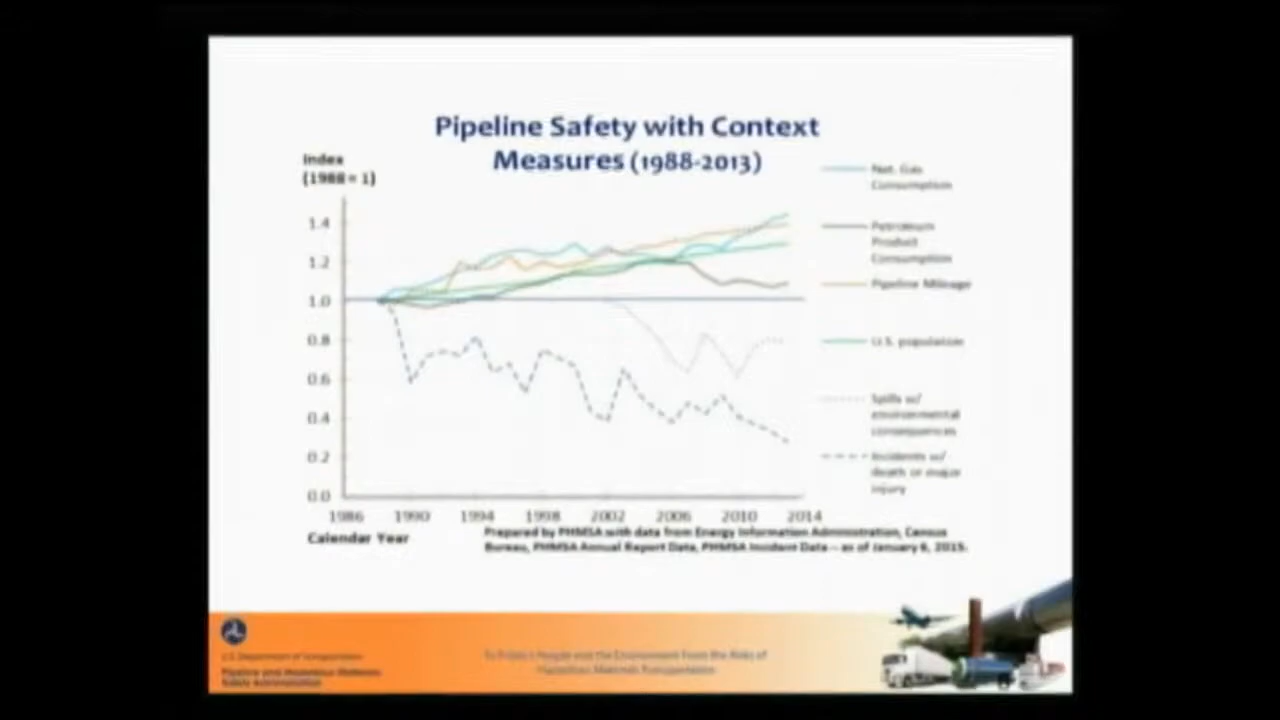 Pipeline Safety with Context
Measures (1988-2013)
Index
(1988 = 1)
1.4
1.2
1.0
0.8
0.6
0.4
0.2
0.0
1986 1990 1994 1998 2002 2006 2010 2014
Calendar Year
Nat. Gas
Consumption
Petroleum
Product
Consumption
Pipeline Mileage
U.S. population
Spills w/
environmental
consequences
Incidents w/
death or major
injury
Prepared by PHMSA with data from Energy Information Administration, Census
Bureau, PHMSA Annual Report Data, PHMSA Incident Data – as of January 6, 2015.
U.S. Department of Transportation
Pipeline and Hazardous Materials
Safety Administration
To Protect People and the Environment From the Risks of
Hazardous Materials Transportation